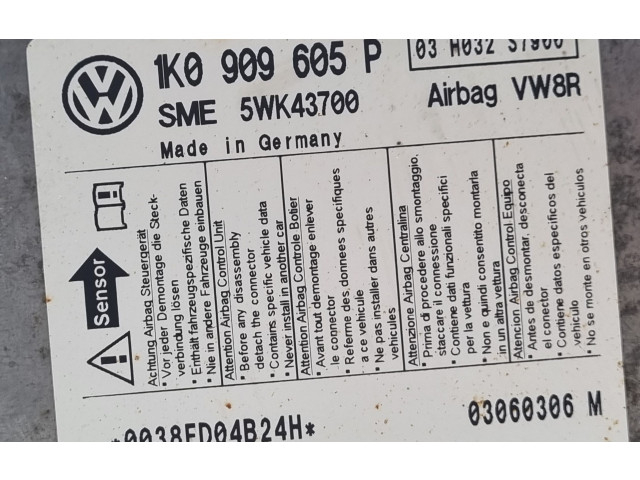 1K0 909 605 P
03 H032
SME 5WK43700
Airbag VW8R
Made in Germany
Sensor
Achtung Airbag Steuergerät
• Vor jeder Demontage die Steck-
verbindung lösen
• Enthält fahrzeugspezifische Daten
• Nie in andere Fahrzeuge einbauen
Attention Airbag Control Unit
• Before any disassembly
detach the connector
• Contains specific vehicle data
• Never install in another car
Attention Airbag Controle Boîtier
• Avant tout demontage enlever
le connector
• Referme des donnees specifiques
a ce vehicule
• Ne pas installer dans autres
vehicules
Attenzione Airbag Centralina
• Prima di procedere allo smontaggio,
staccare il connessione
• Contiene dati funzionali specifici
per la vettura
• Non e quindi consentito montarla
in un altra vettura
Atencion Airbag Control Equipo
• Antes de desmontar, desconecta
el conector
• Contiene datos especificos del
vehiculo
• No se monte en otros vehiculos
*0038ED04B24H*
03060306 M